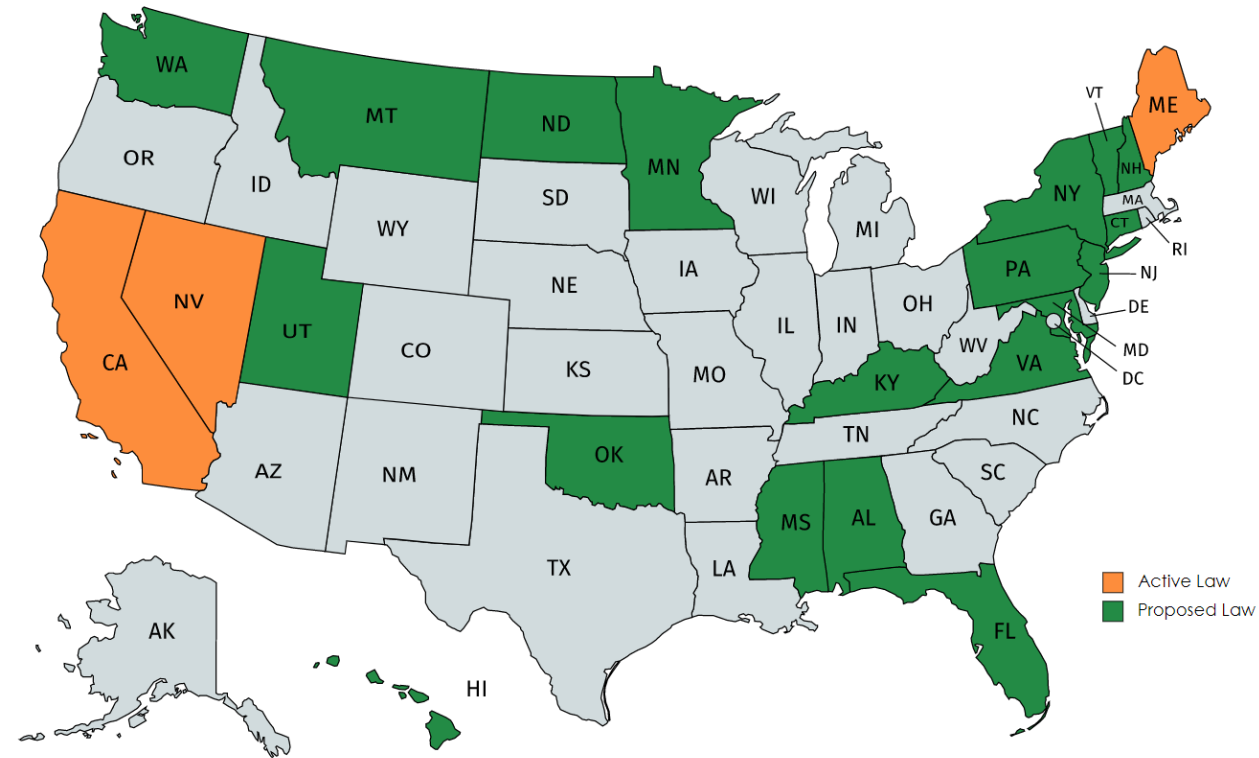 WA
MT
ND
MN
OR
ID
SD
WY
WI
MI
VT
ME
NH
NY
MA
CT
RI
NV
UT
CA
CO
NE
IA
IL
IN
OH
PA
NJ
DE
MD
DC
WV
VA
KS
MO
KY
NC
TN
AZ
NM
OK
AR
SC
MS
AL
GA
TX
LA
FL
AK
HI
Active Law
Proposed Law